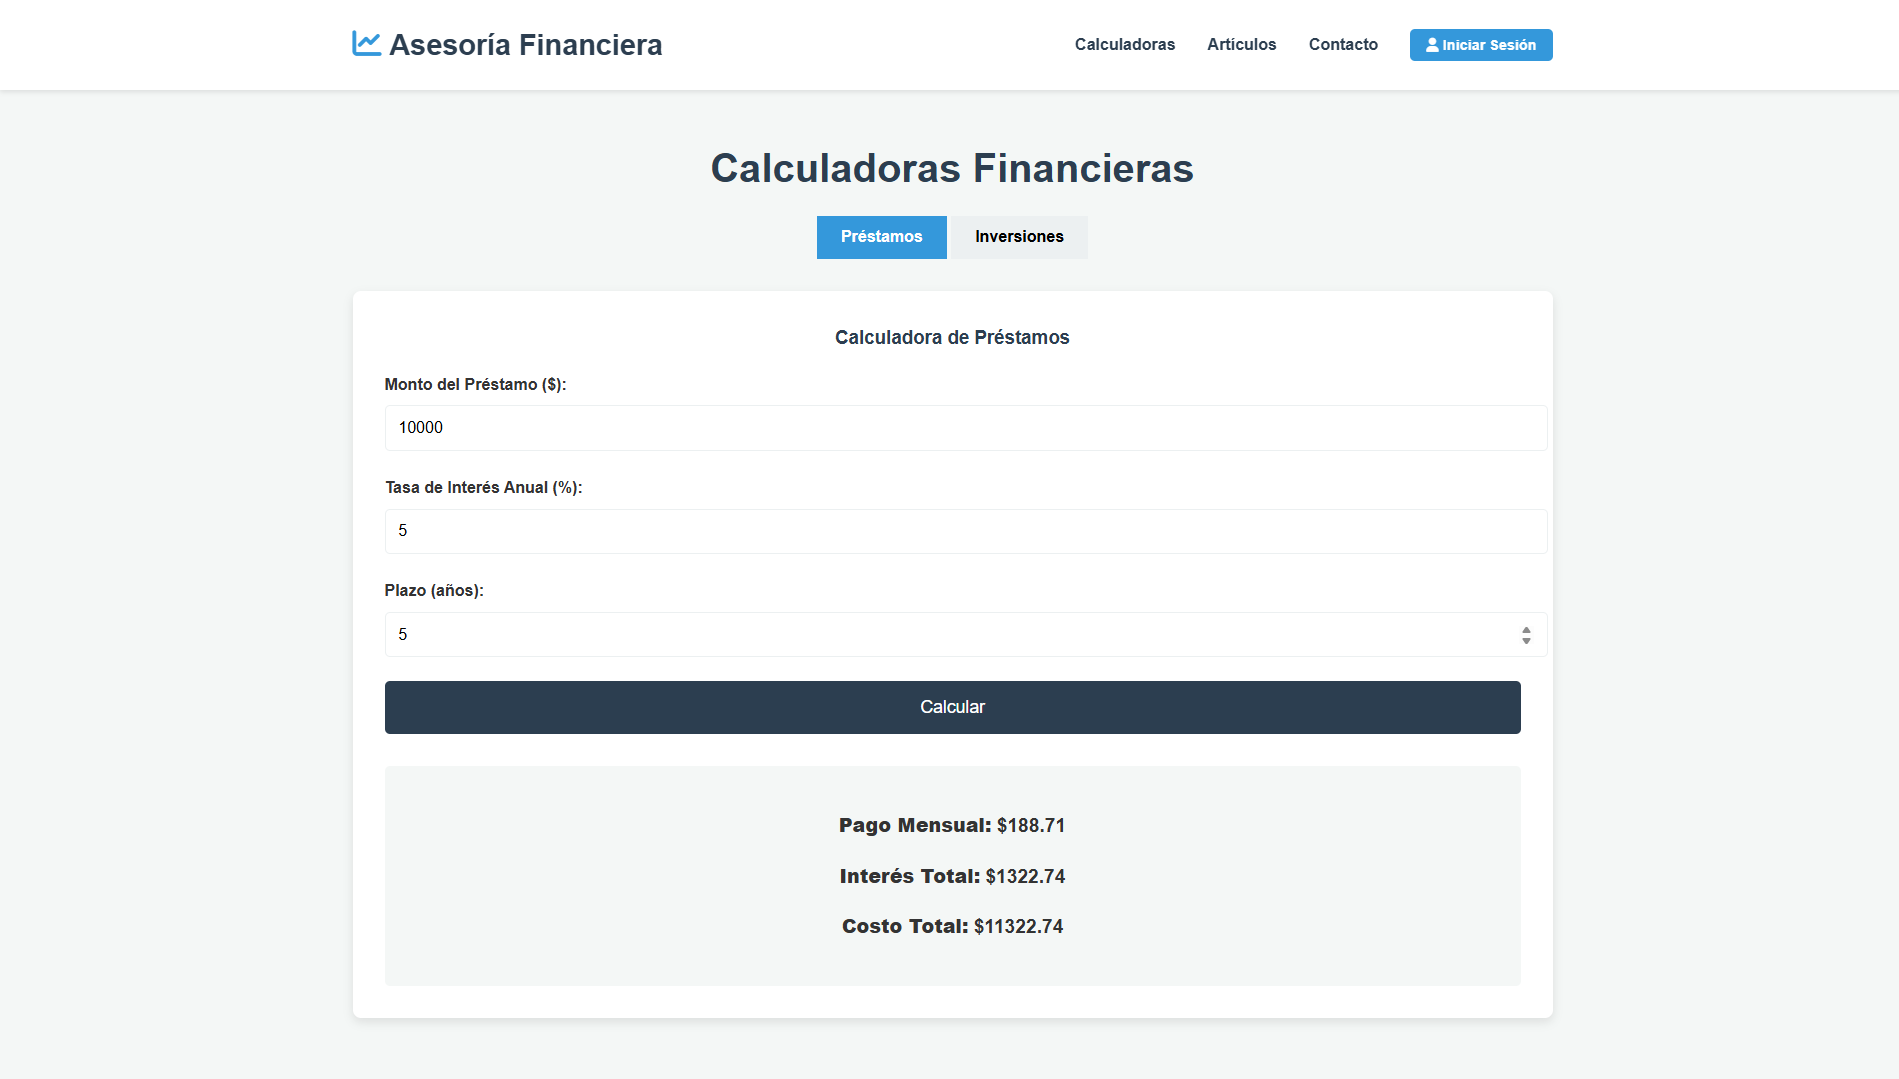 Asesoría Financiera
Calculadoras
Artículos
Contacto
Iniciar Sesión
Calculadoras Financieras
Préstamos
Inversiones
Calculadora de Préstamos
Monto del Préstamo ($):
10000
Tasa de Interés Anual (%):
5
Plazo (años):
5
Calcular
Pago Mensual: $188.71
Interés Total: $1322.74
Costo Total: $11322.74